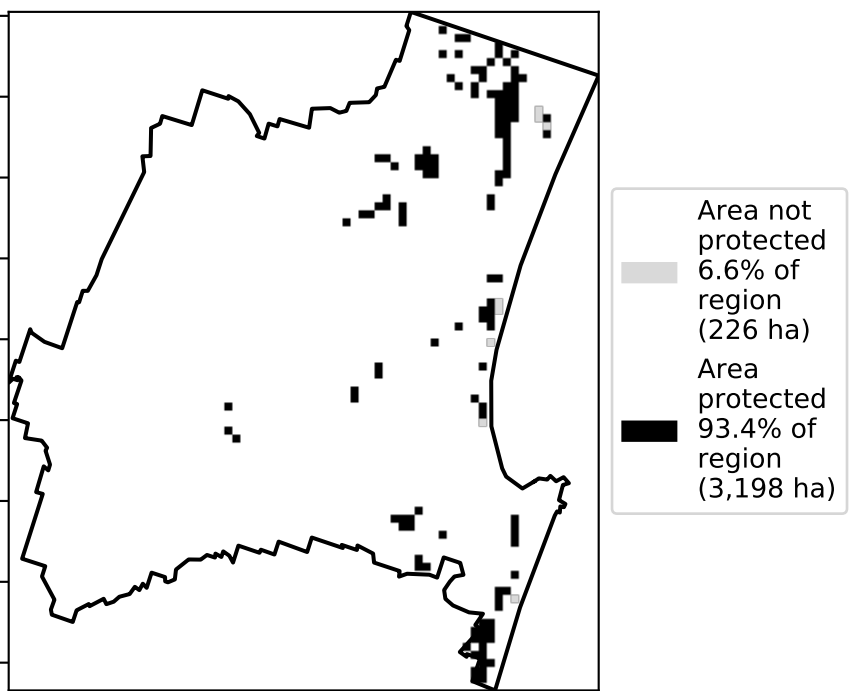 Area not
protected
6.6% of
region
(226 ha)
Area
protected
93.4% of
region
(3,198 ha)